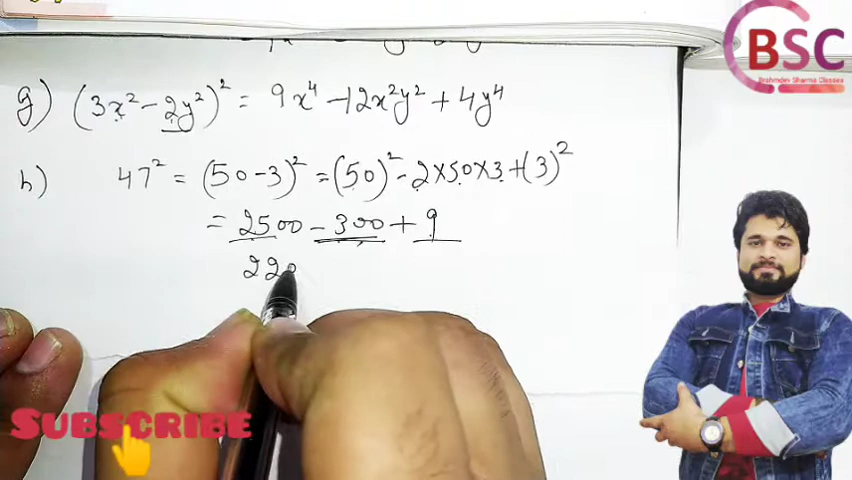 BSC
Brahmdev Sharma Classes
g) (3x² - 2y²)² = 9x⁴ - 12x²y² + 4y⁴
h) 47² = (50 - 3)² = (50)² - 2×50×3 + (3)²
= 2500 - 300 + 9
220
SUBSCRIBE